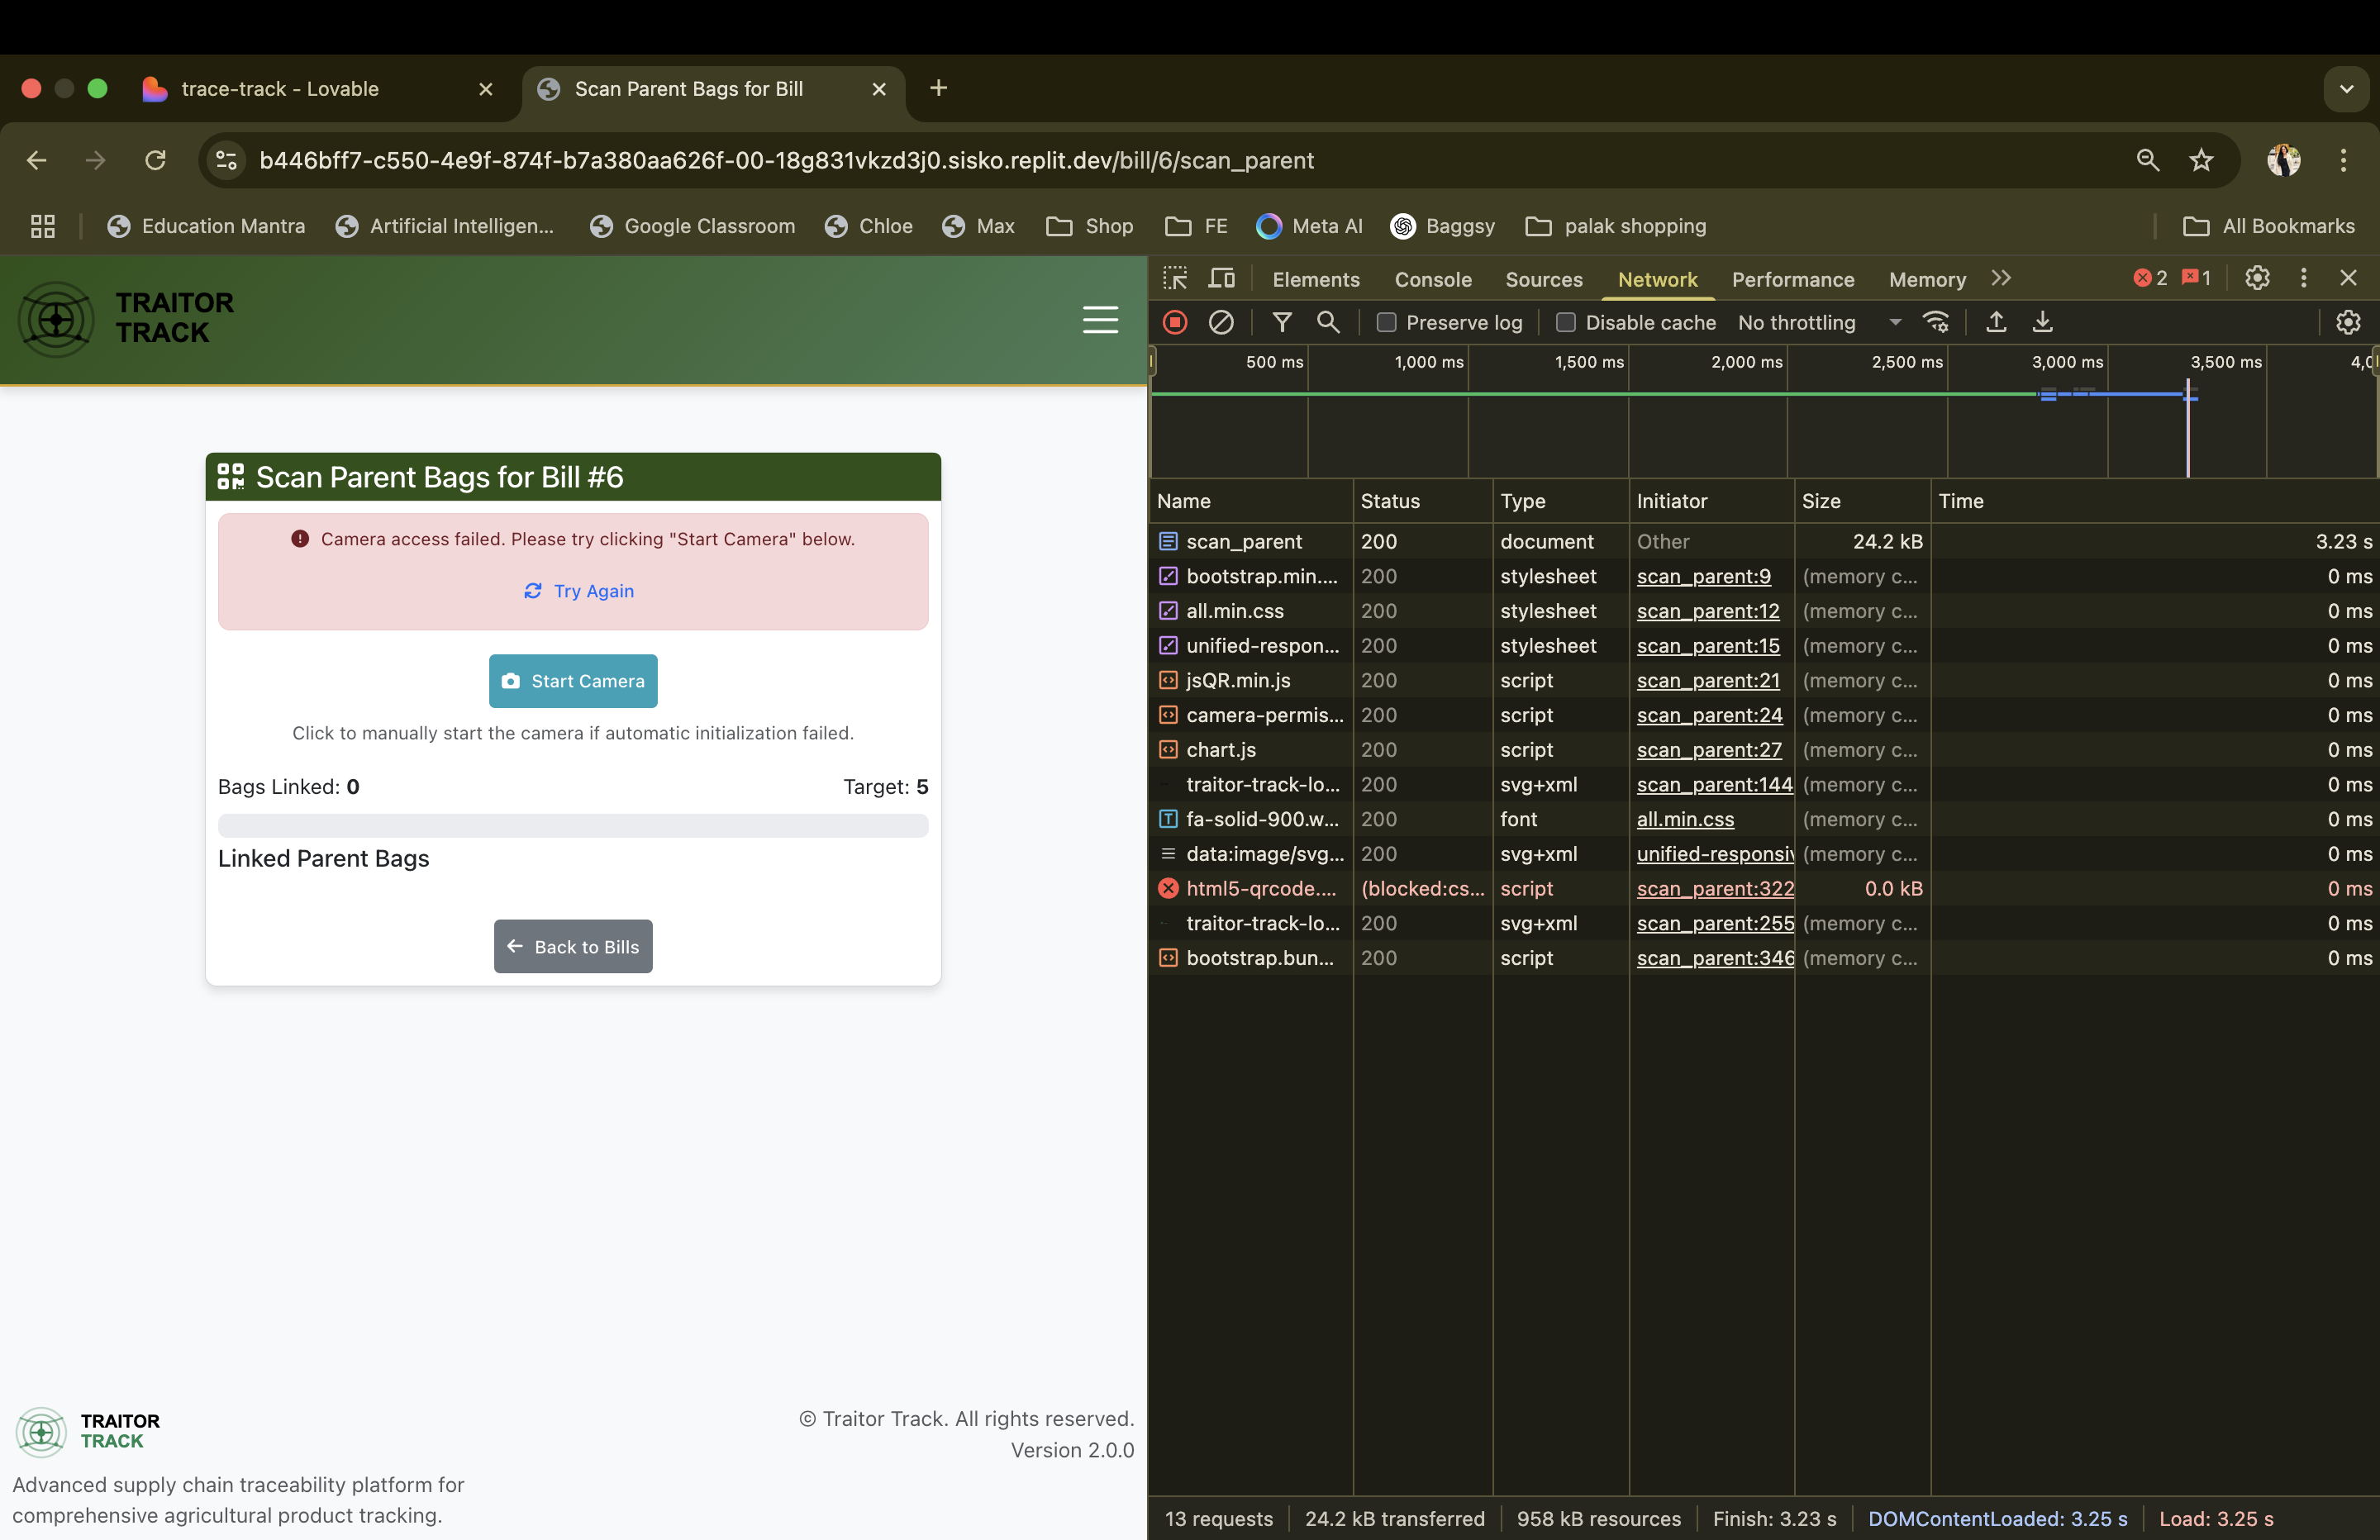 trace-track - Lovable
Scan Parent Bags for Bill
b446bff7-c550-4e9f-874f-b7a380aa626f-00-18g831vkzd3j0.sisko.replit.dev/bill/6/scan_parent
Education Mantra
Artificial Intelligen...
Google Classroom
Chloe
Max
Shop
FE
Meta AI
Baggsy
palak shopping
All Bookmarks
TRAITOR
TRACK
Scan Parent Bags for Bill #6
Camera access failed. Please try clicking "Start Camera" below.
Try Again
Start Camera
Click to manually start the camera if automatic initialization failed.
Bags Linked: 0 Target: 5
Linked Parent Bags
Back to Bills
TRAITOR
TRACK
Advanced supply chain traceability platform for
comprehensive agricultural product tracking.
© Traitor Track. All rights reserved.
Version 2.0.0
Elements Console Sources Network Performance Memory 2 1
Preserve log Disable cache No throttling
500 ms 1,000 ms 1,500 ms 2,000 ms 2,500 ms 3,000 ms 3,500 ms 4,0
Name Status Type Initiator Size Time
scan_parent 200 document Other 24.2 kB 3.23 s
bootstrap.min.... 200 stylesheet scan_parent:9 (memory c... 0 ms
all.min.css 200 stylesheet scan_parent:12 (memory c... 0 ms
unified-respon... 200 stylesheet scan_parent:15 (memory c... 0 ms
jsQR.min.js 200 script scan_parent:21 (memory c... 0 ms
camera-permis... 200 script scan_parent:24 (memory c... 0 ms
chart.js 200 script scan_parent:27 (memory c... 0 ms
traitor-track-lo... 200 svg+xml scan_parent:144 (memory c... 0 ms
fa-solid-900.w... 200 font all.min.css (memory c... 0 ms
data:image/svg... 200 svg+xml unified-responsiv (memory c... 0 ms
html5-qrcode.... (blocked:cs... script scan_parent:322 0.0 kB 0 ms
traitor-track-lo... 200 svg+xml scan_parent:255 (memory c... 0 ms
bootstrap.bun... 200 script scan_parent:346 (memory c... 0 ms
13 requests 24.2 kB transferred 958 kB resources Finish: 3.23 s DOMContentLoaded: 3.25 s Load: 3.25 s